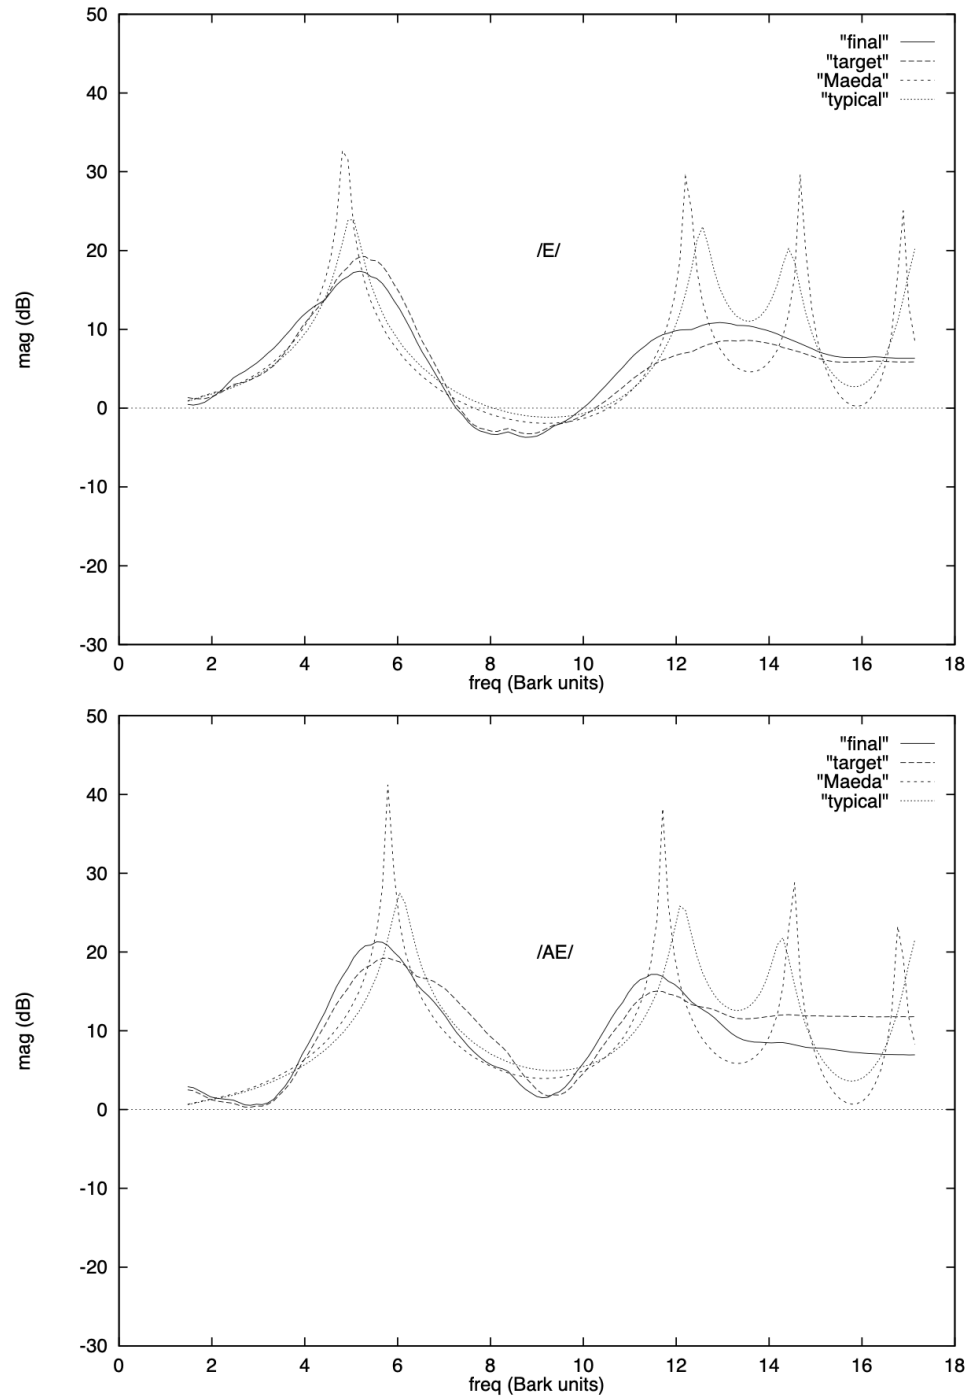 50
"final"
"target"
"Maeda"
"typical"
40
30
20
/E/
10
0
-10
-20
-30
mag (dB)
0 2 4 6 8 10 12 14 16 18
freq (Bark units)
50
"final"
"target"
"Maeda"
"typical"
40
30
20
/AE/
10
0
-10
-20
-30
mag (dB)
0 2 4 6 8 10 12 14 16 18
freq (Bark units)